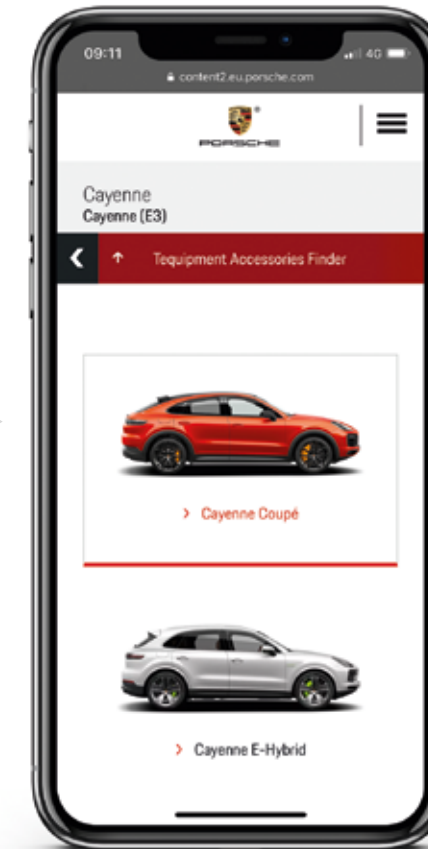 09:11
4G
content2.eu.porsche.com
PORSCHE
Cayenne
Cayenne (E3)
Tequipment Accessories Finder
> Cayenne Coupé
> Cayenne E-Hybrid